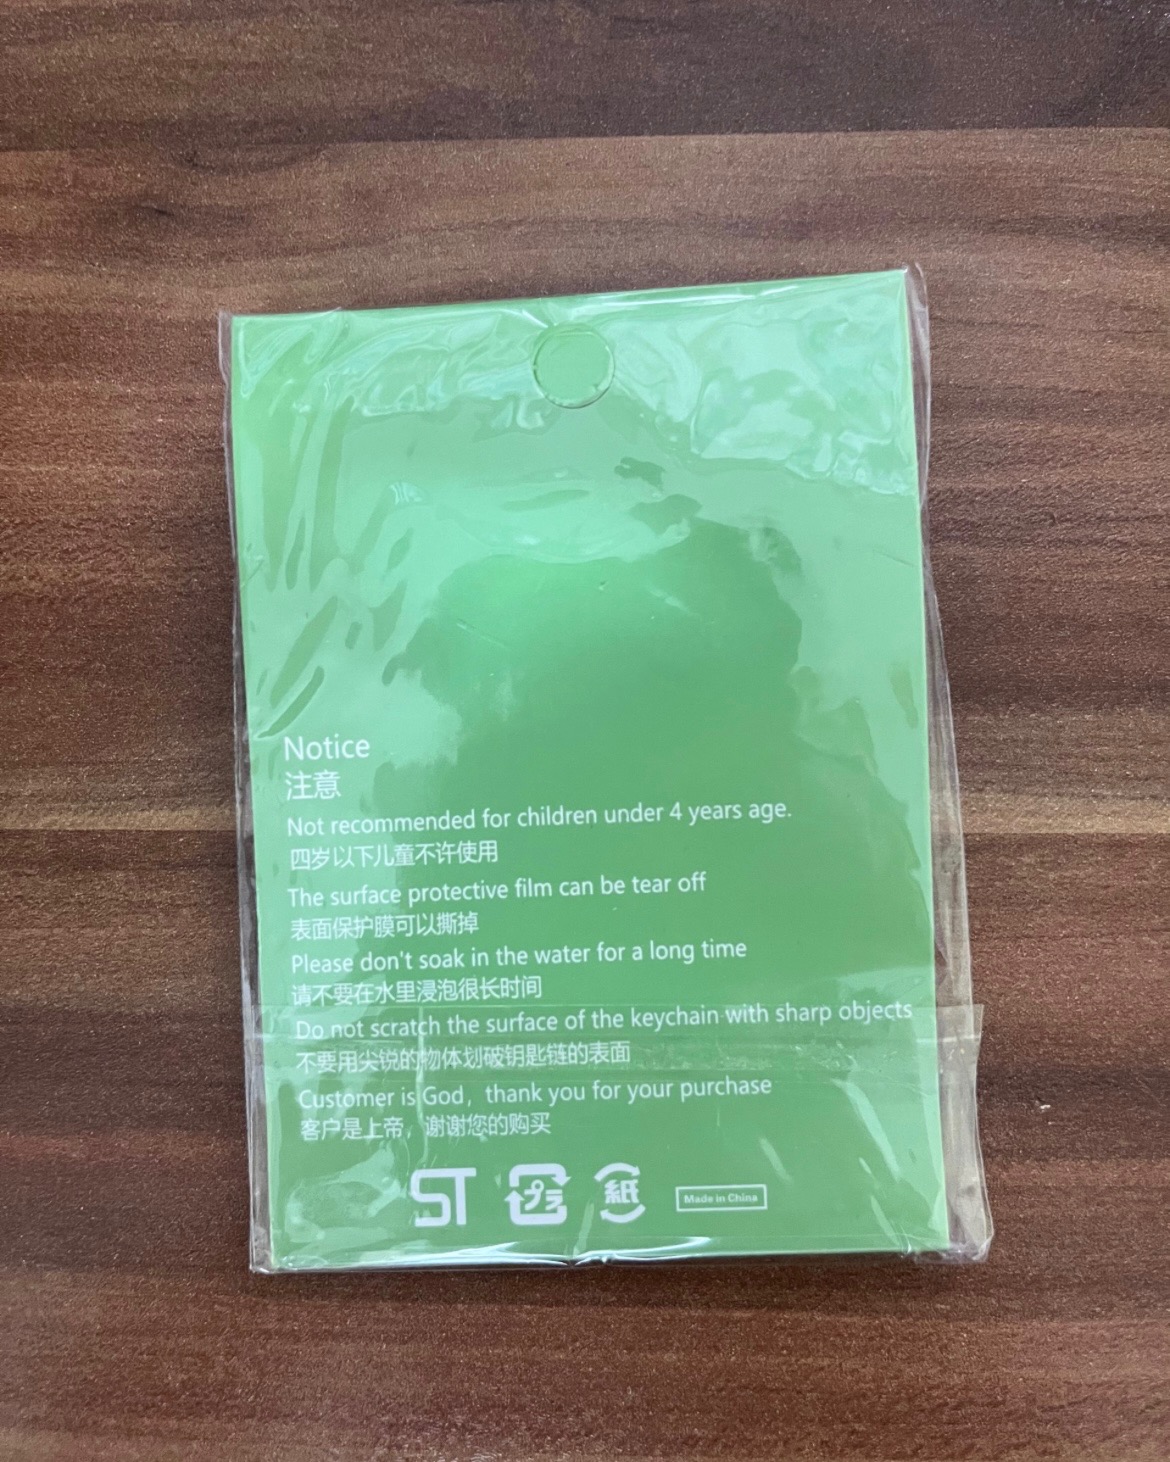 Notice
注意
Not recommended for children under 4 years age.
四岁以下儿童不许使用
The surface protective film can be tear off
表面保护膜可以撕掉
Please don't soak in the water for a long time
请不要在水里浸泡很长时间
Do not scratch the surface of the keychain with sharp objects
不要用尖锐的物体划破钥匙链的表面
Customer is God, thank you for your purchase
客户是上帝，谢谢您的购买
ST プラ 紙 Made in China